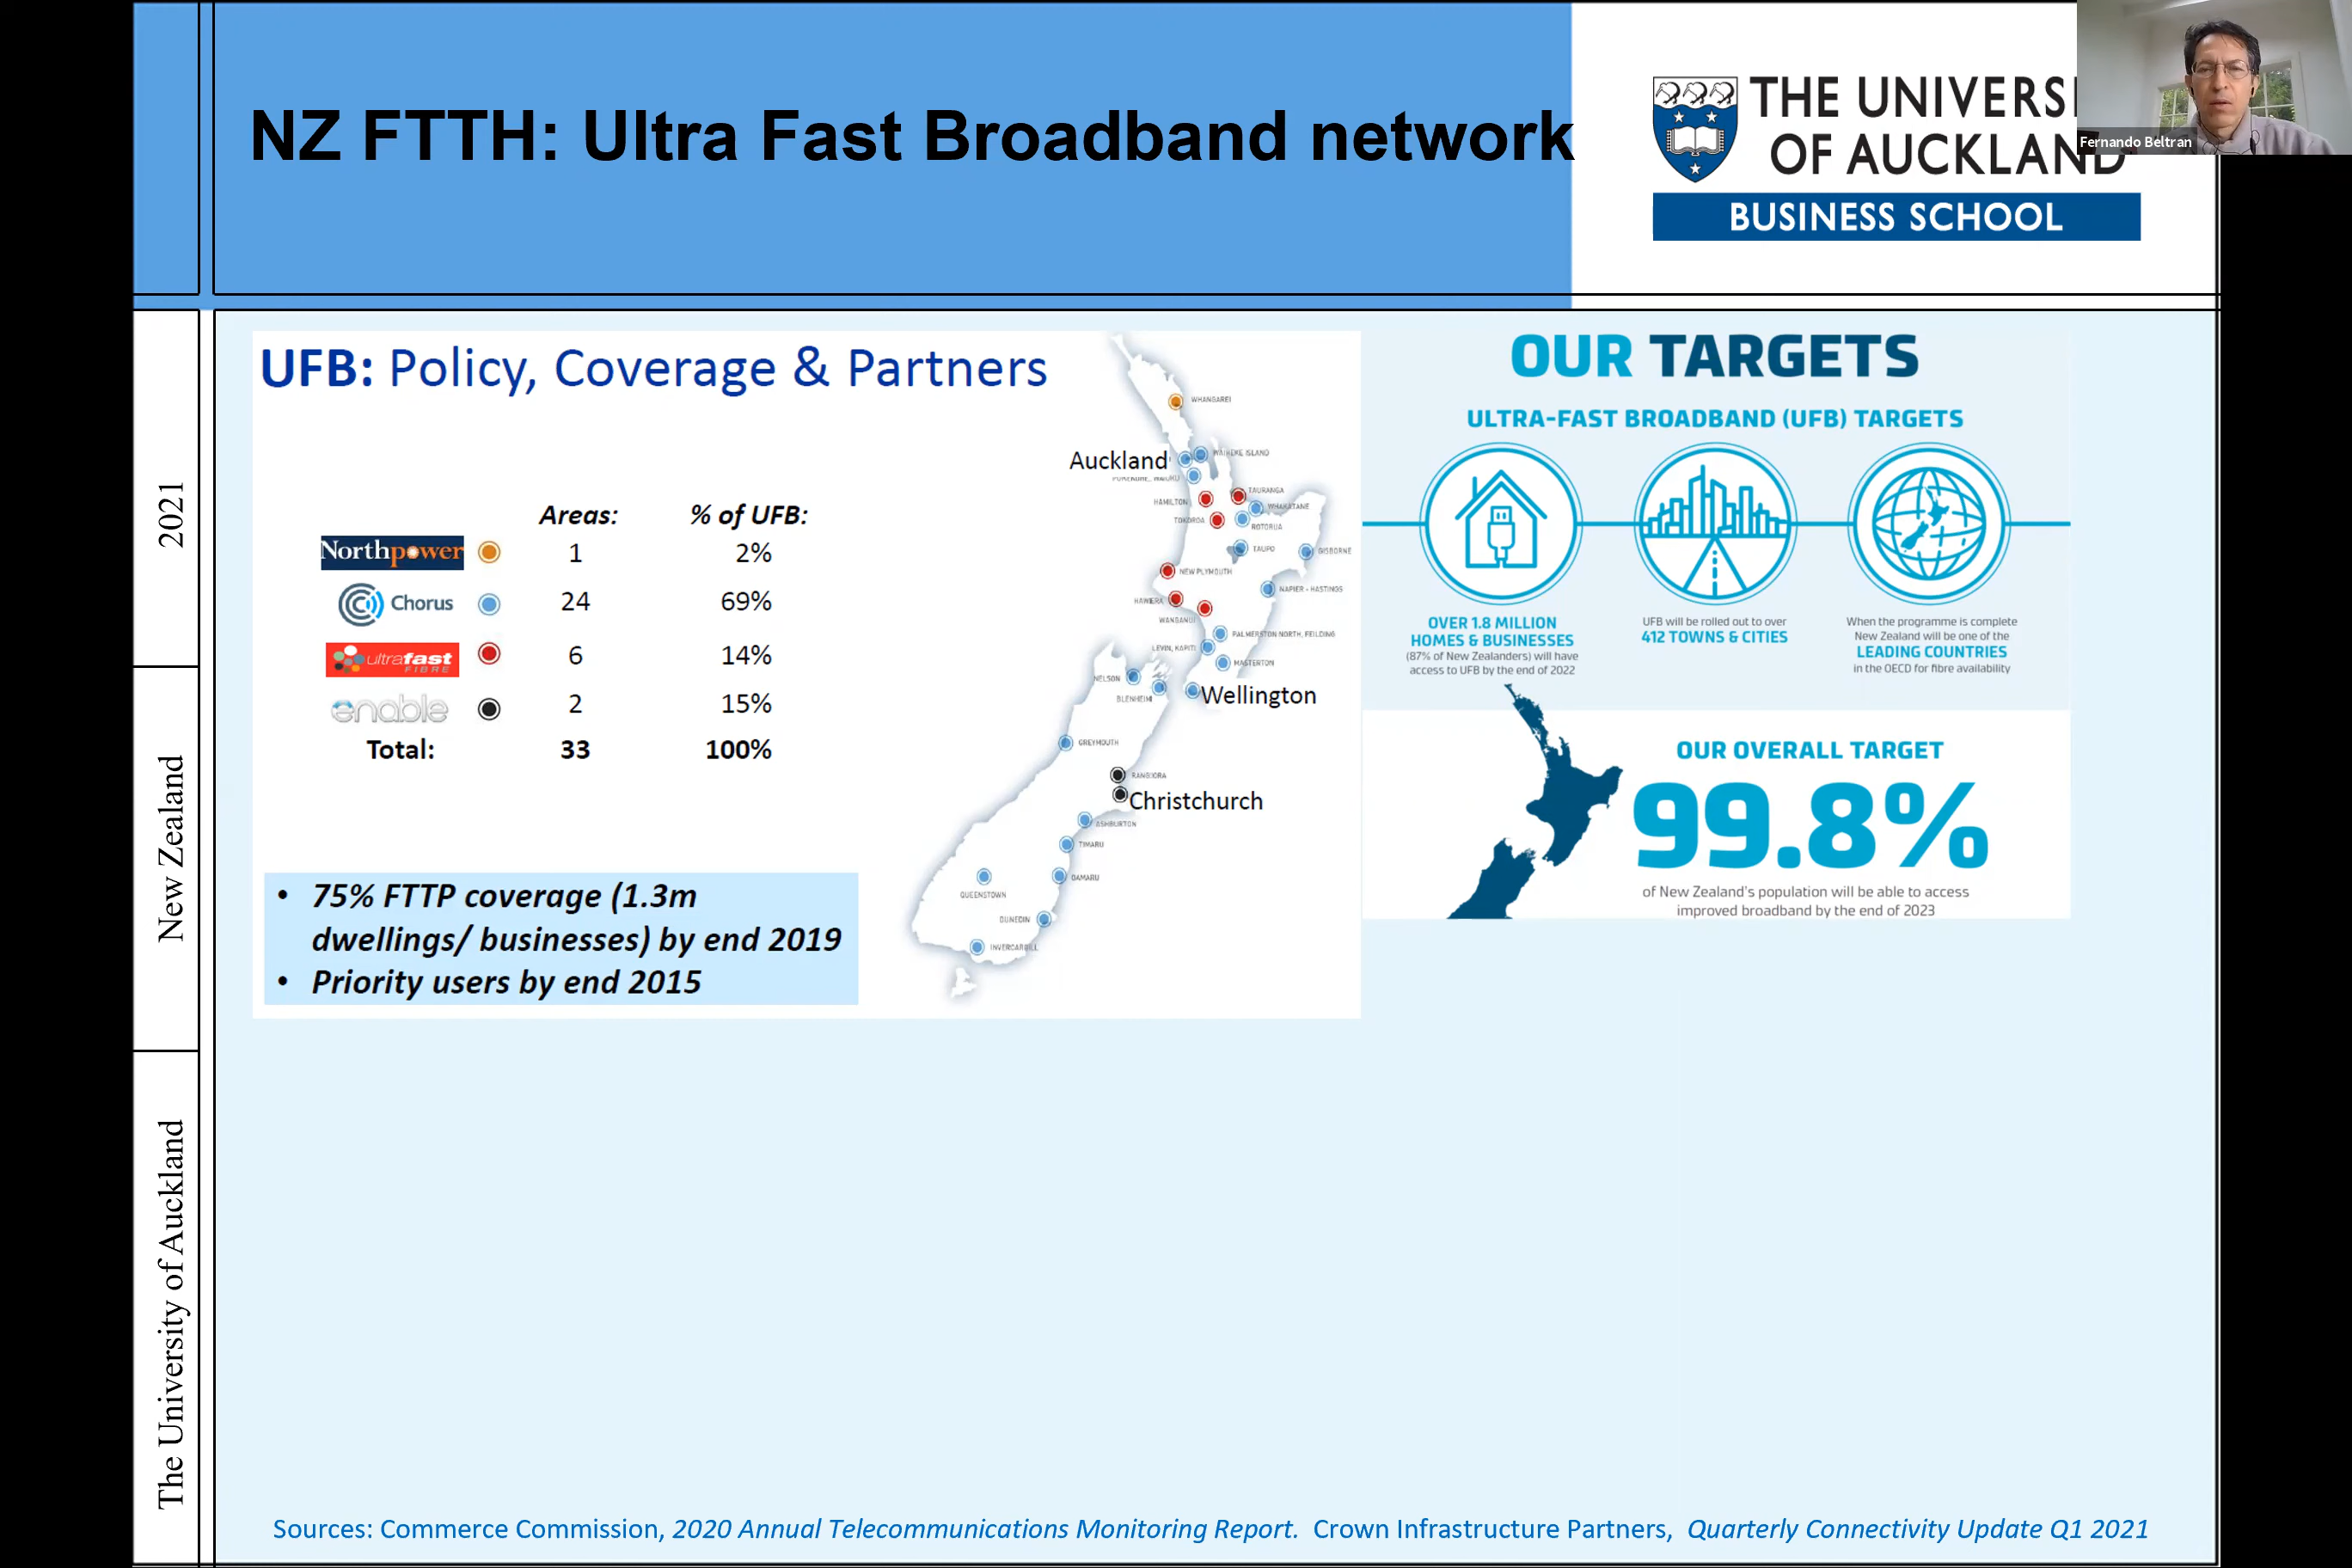 NZ FTTH: Ultra Fast Broadband network
THE UNIVERSI
OF AUCKLAND
BUSINESS SCHOOL
Fernando Beltran
2021
New Zealand
The University of Auckland
UFB: Policy, Coverage & Partners
Areas: % of UFB:
Northpower 1 2%
Chorus 24 69%
ultrafast FIBRE 6 14%
enable 2 15%
Total: 33 100%
• 75% FTTP coverage (1.3m
dwellings/ businesses) by end 2019
• Priority users by end 2015
WHANGAREI
Auckland
WAIHEKE ISLAND
HAMILTON
TAURANGA
WHAKATANE
TOKOROA
ROTORUA
TAUPO
GISBORNE
NEW PLYMOUTH
NAPIER - HASTINGS
HAWERA
WANGANUI
PALMERSTON NORTH, FEILDING
LEVIN, KAPITI
MASTERTON
NELSON
Wellington
BLENHEIM
GREYMOUTH
RANGIORA
Christchurch
ASHBURTON
TIMARU
OAMARU
QUEENSTOWN
DUNEDIN
INVERCARGILL
OUR TARGETS
ULTRA-FAST BROADBAND (UFB) TARGETS
OVER 1.8 MILLION
HOMES & BUSINESSES
(87% of New Zealanders) will have
access to UFB by the end of 2022
UFB will be rolled out to over
412 TOWNS & CITIES
When the programme is complete
New Zealand will be one of the
LEADING COUNTRIES
in the OECD for fibre availability
OUR OVERALL TARGET
99.8%
of New Zealand's population will be able to access
improved broadband by the end of 2023
Sources: Commerce Commission, 2020 Annual Telecommunications Monitoring Report. Crown Infrastructure Partners, Quarterly Connectivity Update Q1 2021